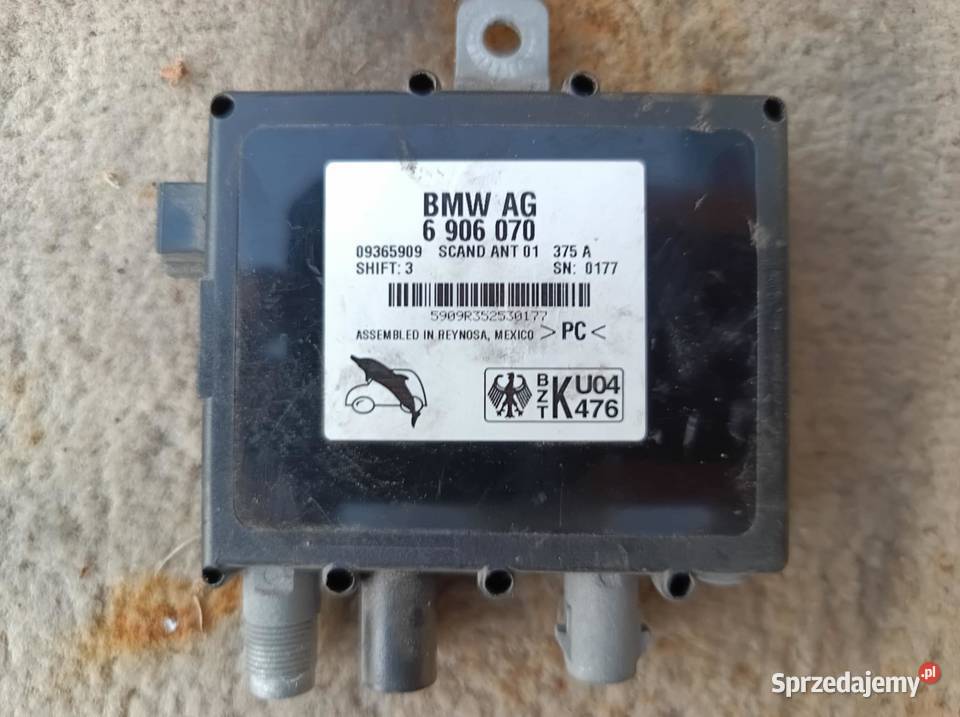 BMW AG
6 906 070
09365909 SCAND ANT 01 375 A
SHIFT: 3 SN: 0177
5909R352530177
ASSEMBLED IN REYNOSA, MEXICO >PC<
BZT K U04 476
Sprzedajemy.pl